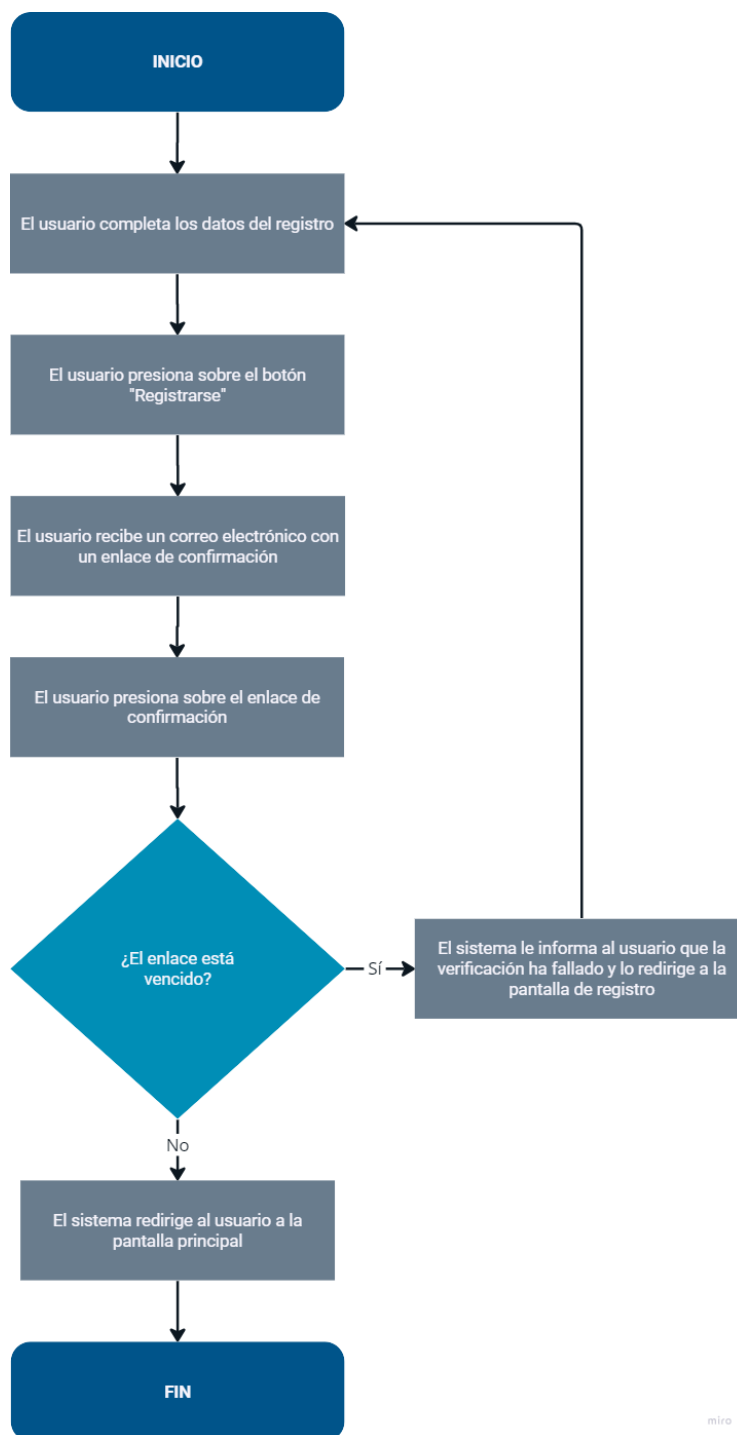 INICIO
El usuario completa los datos del registro
El usuario presiona sobre el botón
"Registrarse"
El usuario recibe un correo electrónico con
un enlace de confirmación
El usuario presiona sobre el enlace de
confirmación
¿El enlace está
vencido?
Sí
El sistema le informa al usuario que la
verificación ha fallado y lo redirige a la
pantalla de registro
No
El sistema redirige al usuario a la
pantalla principal
FIN
miro